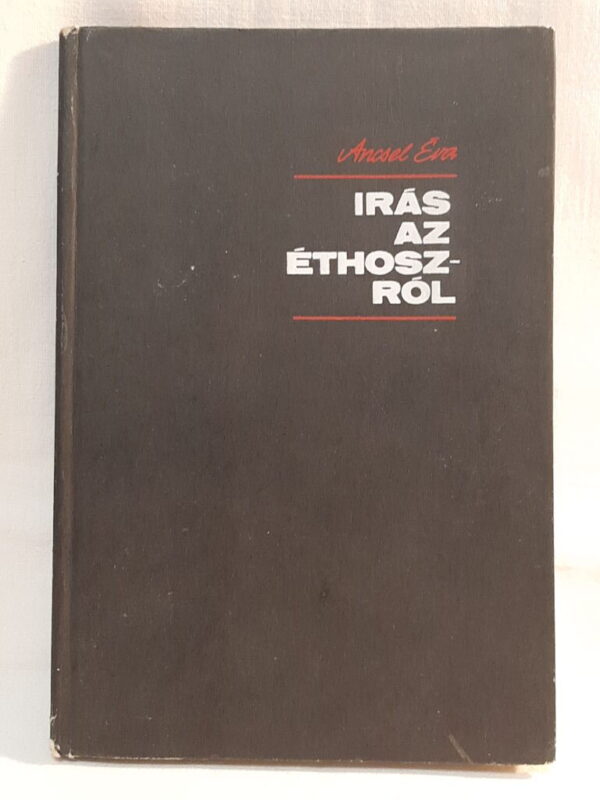 Ancsel Éva
IRÁS
AZ
ÉTHOSZ-
RÓL